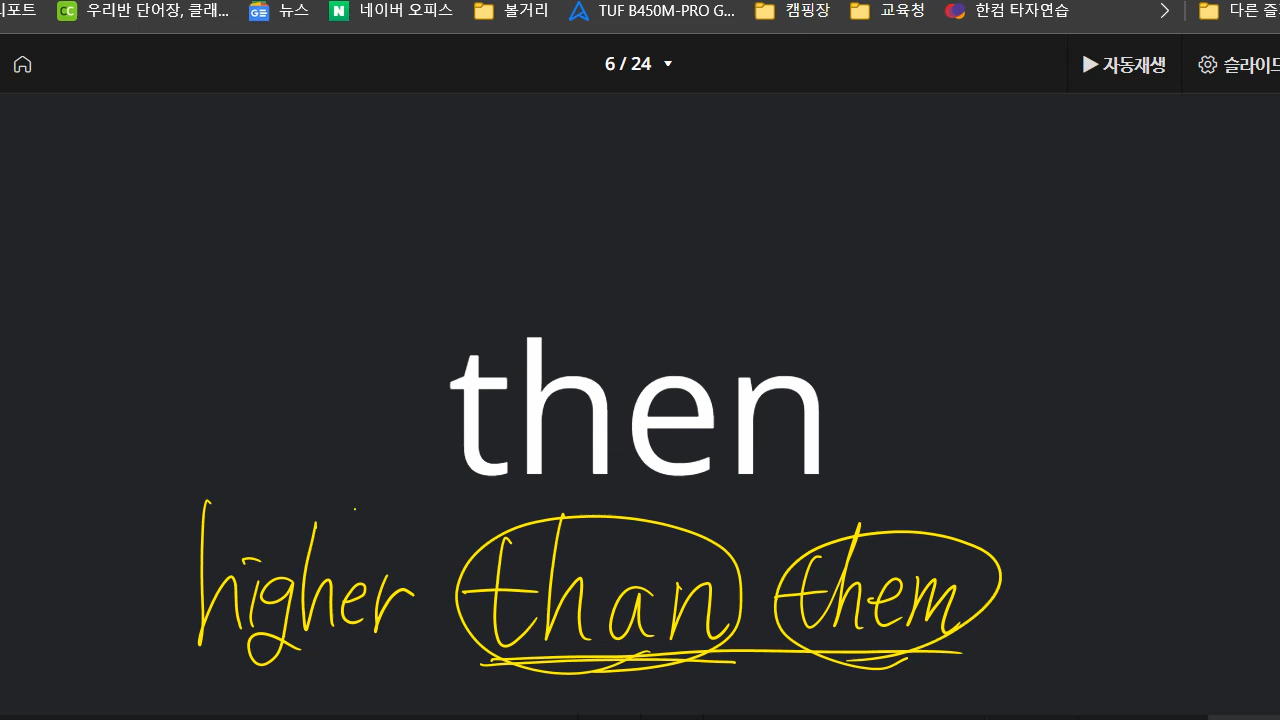 리포트 우리반 단어장, 클래... 뉴스 네이버 오피스 볼거리 TUF B450M-PRO G... 캠핑장 교육청 한컴 타자연습 다른 즐
6 / 24 자동재생 슬라이드
then
higher than them